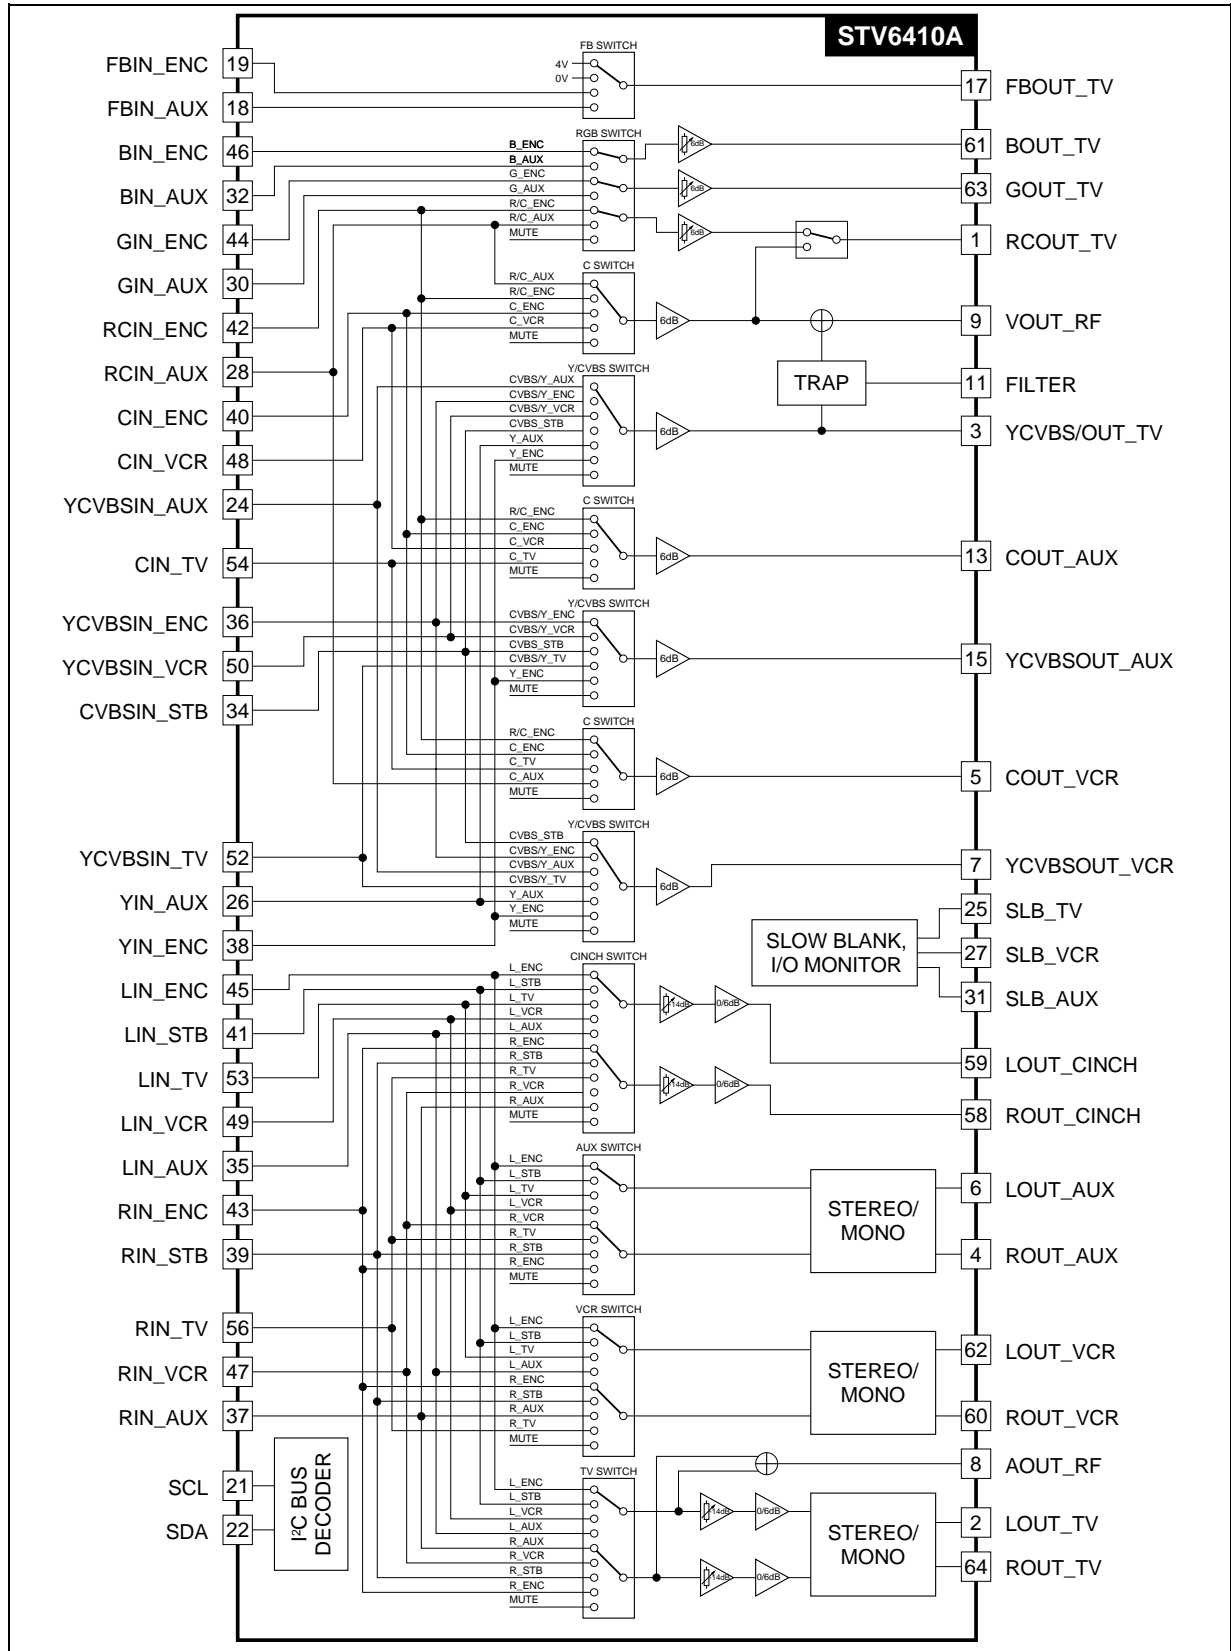 STV6410A
FBIN_ENC 19
FBIN_AUX 18
BIN_ENC 46
BIN_AUX 32
GIN_ENC 44
GIN_AUX 30
RCIN_ENC 42
RCIN_AUX 28
CIN_ENC 40
CIN_VCR 48
YCVBSIN_AUX 24
CIN_TV 54
YCVBSIN_ENC 36
YCVBSIN_VCR 50
CVBSIN_STB 34
YCVBSIN_TV 52
YIN_AUX 26
YIN_ENC 38
LIN_ENC 45
LIN_STB 41
LIN_TV 53
LIN_VCR 49
LIN_AUX 35
RIN_ENC 43
RIN_STB 39
RIN_TV 56
RIN_VCR 47
RIN_AUX 37
SCL 21
SDA 22
I²C BUS
DECODER
FB SWITCH
4V
0V
RGB SWITCH
B_ENC
B_AUX
G_ENC
G_AUX
R/C_ENC
R/C_AUX
MUTE
6dB
6dB
6dB
C SWITCH
R/C_AUX
R/C_ENC
C_ENC
C_VCR
MUTE
6dB
TRAP
Y/CVBS SWITCH
CVBS/Y_AUX
CVBS/Y_ENC
CVBS/Y_VCR
CVBS_STB
Y_AUX
Y_ENC
MUTE
6dB
C SWITCH
R/C_ENC
C_ENC
C_VCR
C_TV
MUTE
6dB
Y/CVBS SWITCH
CVBS/Y_ENC
CVBS/Y_VCR
CVBS_STB
CVBS/Y_TV
Y_ENC
MUTE
6dB
C SWITCH
R/C_ENC
C_ENC
C_TV
C_AUX
MUTE
6dB
Y/CVBS SWITCH
CVBS_STB
CVBS/Y_ENC
CVBS/Y_AUX
CVBS/Y_TV
Y_AUX
Y_ENC
MUTE
6dB
SLOW BLANK,
I/O MONITOR
CINCH SWITCH
L_ENC
L_STB
L_TV
L_VCR
L_AUX
R_ENC
R_STB
R_TV
R_VCR
R_AUX
MUTE
14dB 0/6dB
14dB 0/6dB
AUX SWITCH
L_ENC
L_STB
L_TV
L_VCR
R_VCR
R_TV
R_STB
R_ENC
MUTE
STEREO/
MONO
VCR SWITCH
L_ENC
L_STB
L_TV
L_AUX
R_ENC
R_STB
R_AUX
R_TV
MUTE
STEREO/
MONO
TV SWITCH
L_ENC
L_STB
L_VCR
L_AUX
R_AUX
R_VCR
R_STB
R_ENC
MUTE
14dB 0/6dB
14dB 0/6dB
STEREO/
MONO
17 FBOUT_TV
61 BOUT_TV
63 GOUT_TV
1 RCOUT_TV
9 VOUT_RF
11 FILTER
3 YCVBS/OUT_TV
13 COUT_AUX
15 YCVBSOUT_AUX
5 COUT_VCR
7 YCVBSOUT_VCR
25 SLB_TV
27 SLB_VCR
31 SLB_AUX
59 LOUT_CINCH
58 ROUT_CINCH
6 LOUT_AUX
4 ROUT_AUX
62 LOUT_VCR
60 ROUT_VCR
8 AOUT_RF
2 LOUT_TV
64 ROUT_TV